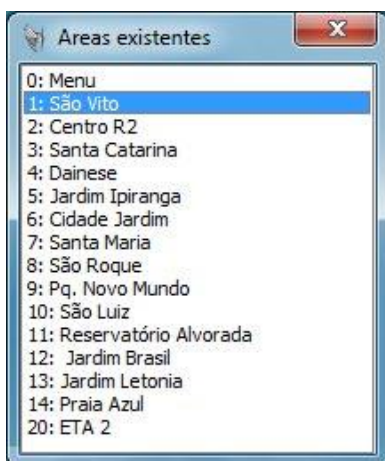 Areas existentes
0: Menu
1: São Vito
2: Centro R2
3: Santa Catarina
4: Dainese
5: Jardim Ipiranga
6: Cidade Jardim
7: Santa Maria
8: São Roque
9: Pq. Novo Mundo
10: São Luiz
11: Reservatório Alvorada
12:  Jardim Brasil
13: Jardim Letonia
14: Praia Azul
20: ETA 2